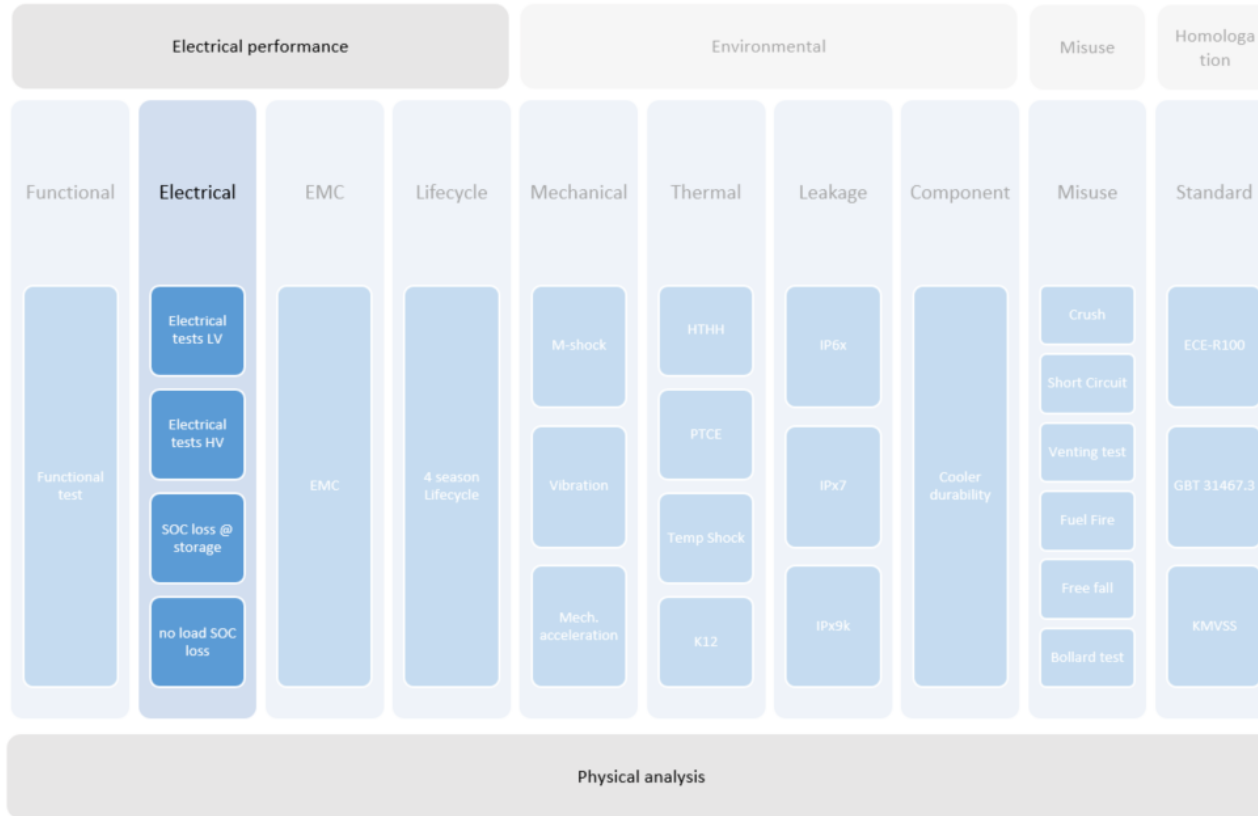 Electrical performance
Environmental
Misuse
Homologa
tion
Functional
Electrical
EMC
Lifecycle
Mechanical
Thermal
Leakage
Component
Misuse
Standard
Functional
test
Electrical
tests LV
Electrical
tests HV
SOC loss @
storage
no load SOC
loss
EMC
4 season
Lifecycle
M-shock
Vibration
Mech.
acceleration
HTHH
PTCE
Temp Shock
K12
IP6x
IPx7
IPx9k
Cooler
durability
Crush
Short Circuit
Venting test
Fuel Fire
Free fall
Bollard test
ECE-R100
GBT 31467.3
KMVSS
Physical analysis